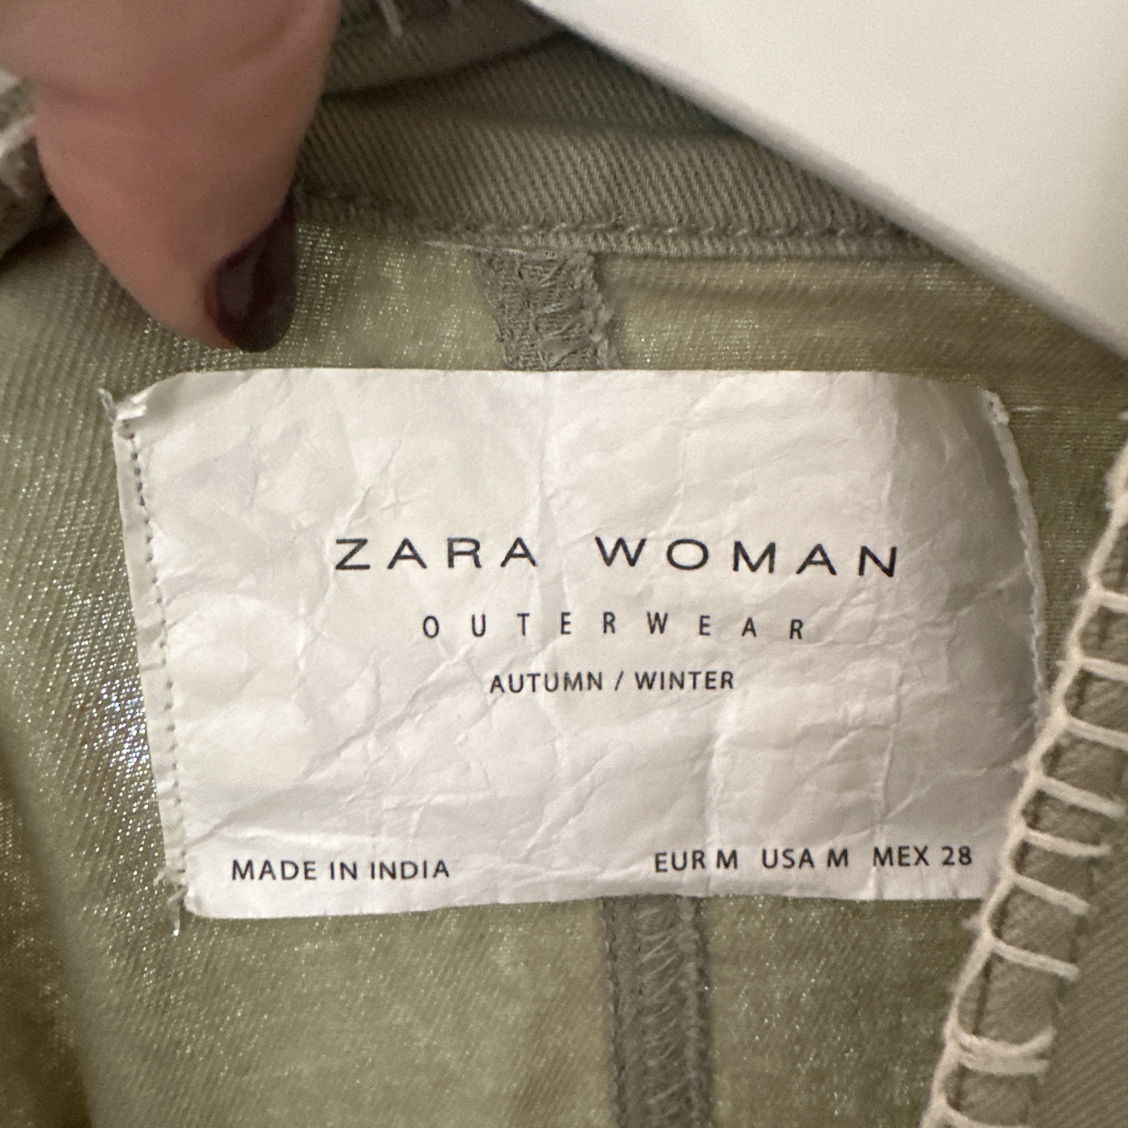 ZARA WOMAN
OUTERWEAR
AUTUMN / WINTER
MADE IN INDIA EUR M USA M MEX 28